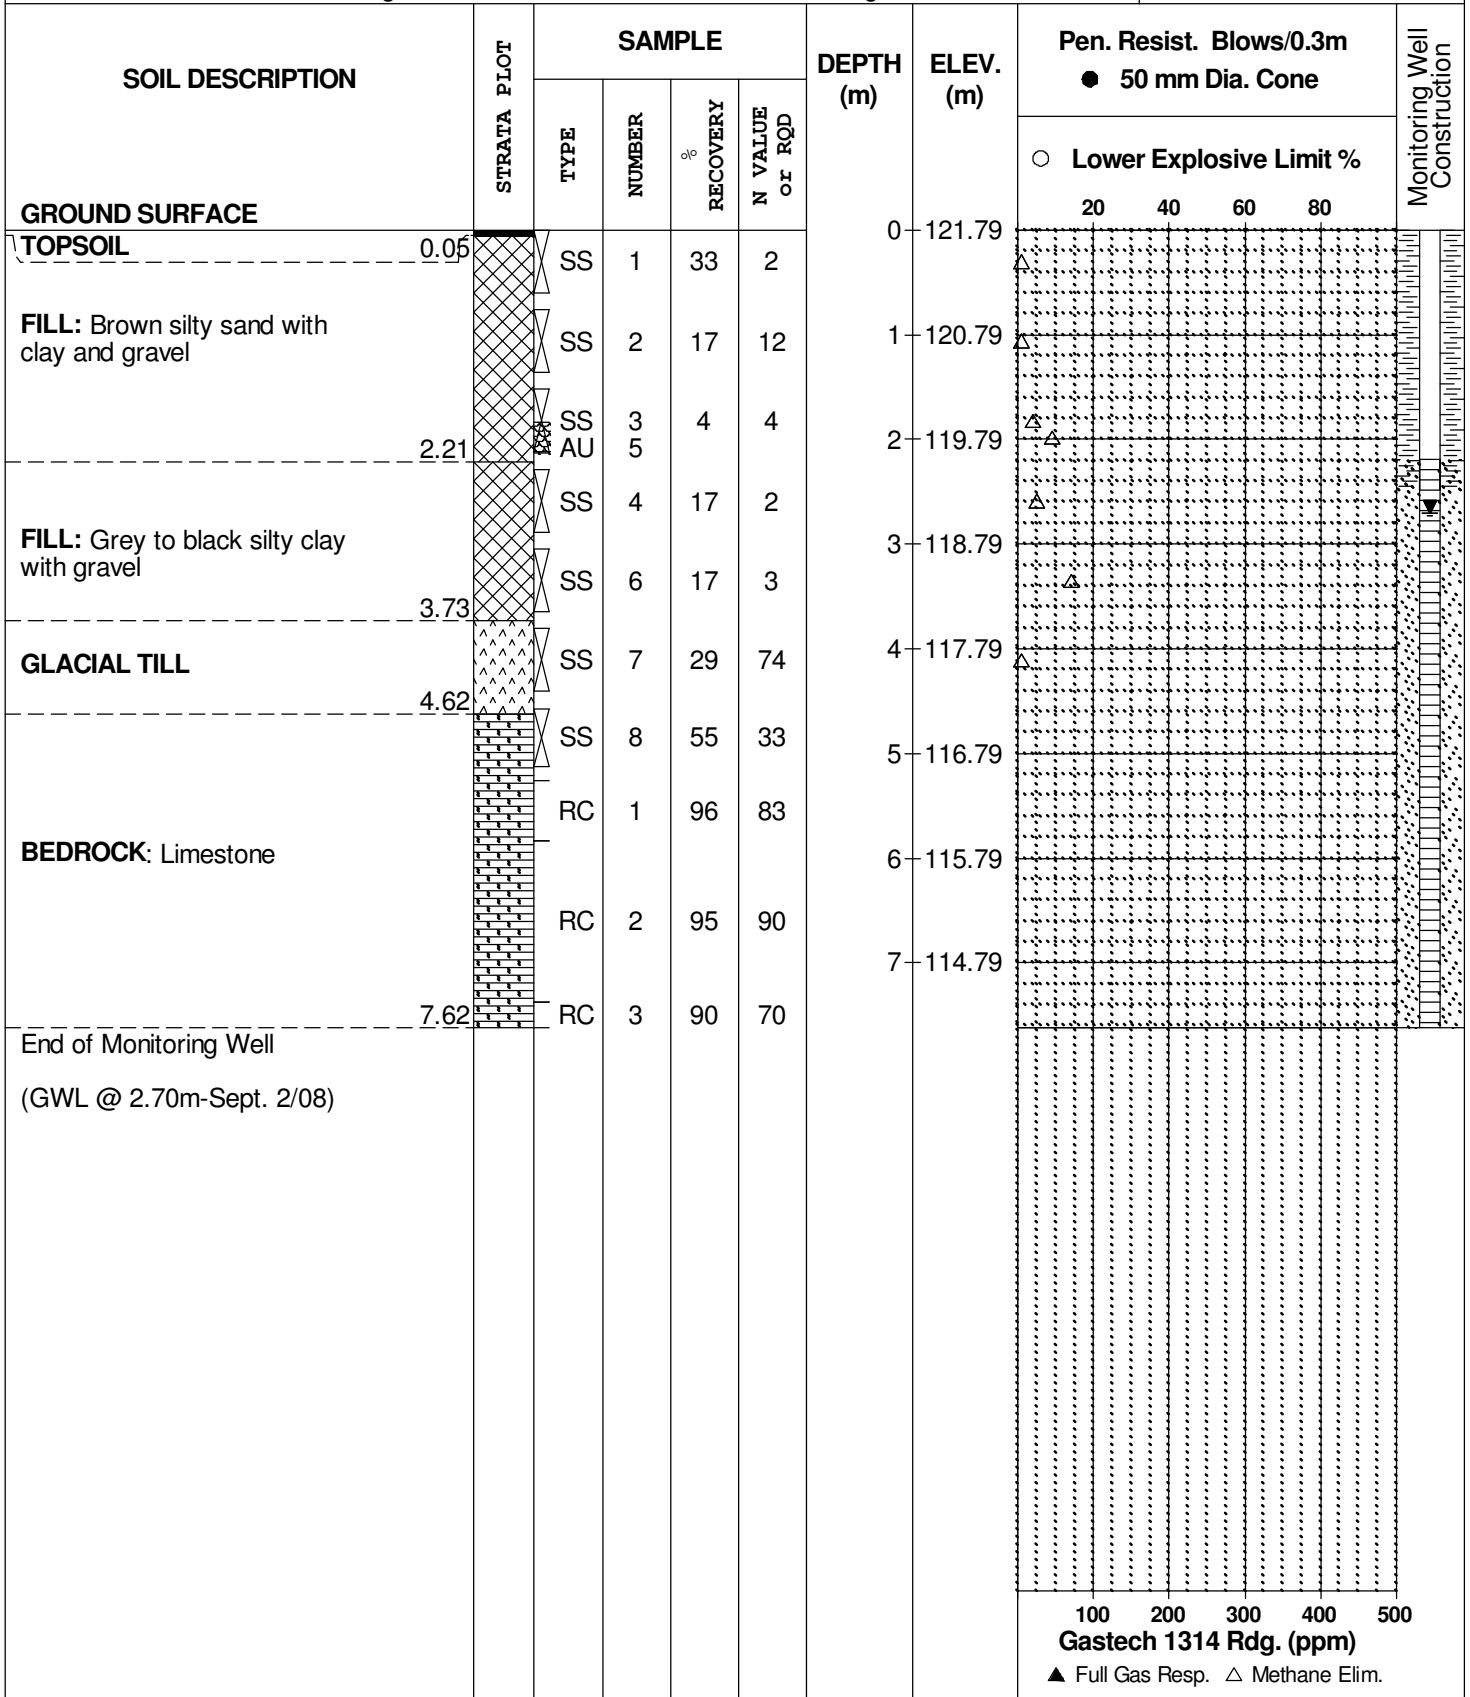 SOIL DESCRIPTION
GROUND SURFACE
STRATA PLOT
SAMPLE
TYPE
NUMBER
%
RECOVERY
N VALUE
or RQD
DEPTH
(m)
ELEV.
(m)
Pen. Resist. Blows/0.3m
● 50 mm Dia. Cone
○ Lower Explosive Limit %
20 40 60 80
Monitoring Well
Construction
TOPSOIL 0.05
FILL: Brown silty sand with
clay and gravel
2.21
FILL: Grey to black silty clay
with gravel
3.73
GLACIAL TILL
4.62
BEDROCK: Limestone
7.62
End of Monitoring Well
(GWL @ 2.70m-Sept. 2/08)
SS 1 33 2
SS 2 17 12
SS 3 4 4
AU 5
SS 4 17 2
SS 6 17 3
SS 7 29 74
SS 8 55 33
RC 1 96 83
RC 2 95 90
RC 3 90 70
0 121.79
1 120.79
2 119.79
3 118.79
4 117.79
5 116.79
6 115.79
7 114.79
100 200 300 400 500
Gastech 1314 Rdg. (ppm)
▲ Full Gas Resp. △ Methane Elim.